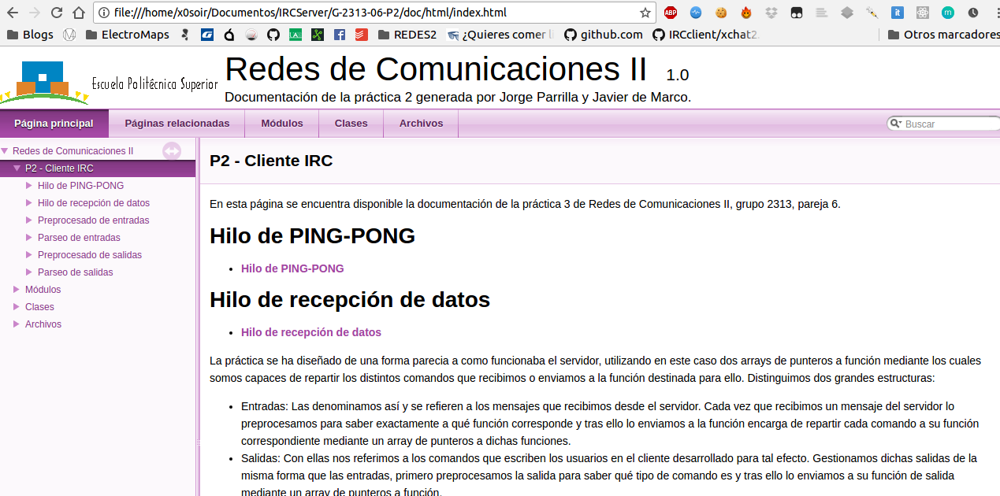 file:///home/x0soir/Documentos/IRCServer/G-2313-06-P2/doc/html/index.html
ABP
it
m
Blogs
ElectroMaps
REDES2
¿Quieres comer
github.com
IRCclient/xchat2
Otros marcadores
Escuela Politécnica Superior
Redes de Comunicaciones II 1.0
Documentación de la práctica 2 generada por Jorge Parrilla y Javier de Marco.
Página principal
Páginas relacionadas
Módulos
Clases
Archivos
Buscar
Redes de Comunicaciones II
P2 - Cliente IRC
Hilo de PING-PONG
Hilo de recepción de datos
Preprocesado de entradas
Parseo de entradas
Preprocesado de salidas
Parseo de salidas
Módulos
Clases
Archivos
P2 - Cliente IRC
En esta página se encuentra disponible la documentación de la práctica 3 de Redes de Comunicaciones II, grupo 2313, pareja 6.
Hilo de PING-PONG
• Hilo de PING-PONG
Hilo de recepción de datos
• Hilo de recepción de datos
La práctica se ha diseñado de una forma parecia a como funcionaba el servidor, utilizando en este caso dos arrays de punteros a función mediante los cuales
somos capaces de repartir los distintos comandos que recibimos o enviamos a la función destinada para ello. Distinguimos dos grandes estructuras:
• Entradas: Las denominamos así y se refieren a los mensajes que recibimos desde el servidor. Cada vez que recibimos un mensaje del servidor lo
preprocesamos para saber exactamente a qué función corresponde y tras ello lo enviamos a la función encarga de repartir cada comando a su función
correspondiente mediante un array de punteros a dichas funciones.
• Salidas: Con ellas nos referimos a los comandos que escriben los usuarios en el cliente desarrollado para tal efecto. Gestionamos dichas salidas de la
misma forma que las entradas, primero preprocesamos la salida para saber qué tipo de comando es y tras ello lo enviamos a su función de salida
mediante un array de punteros a función.